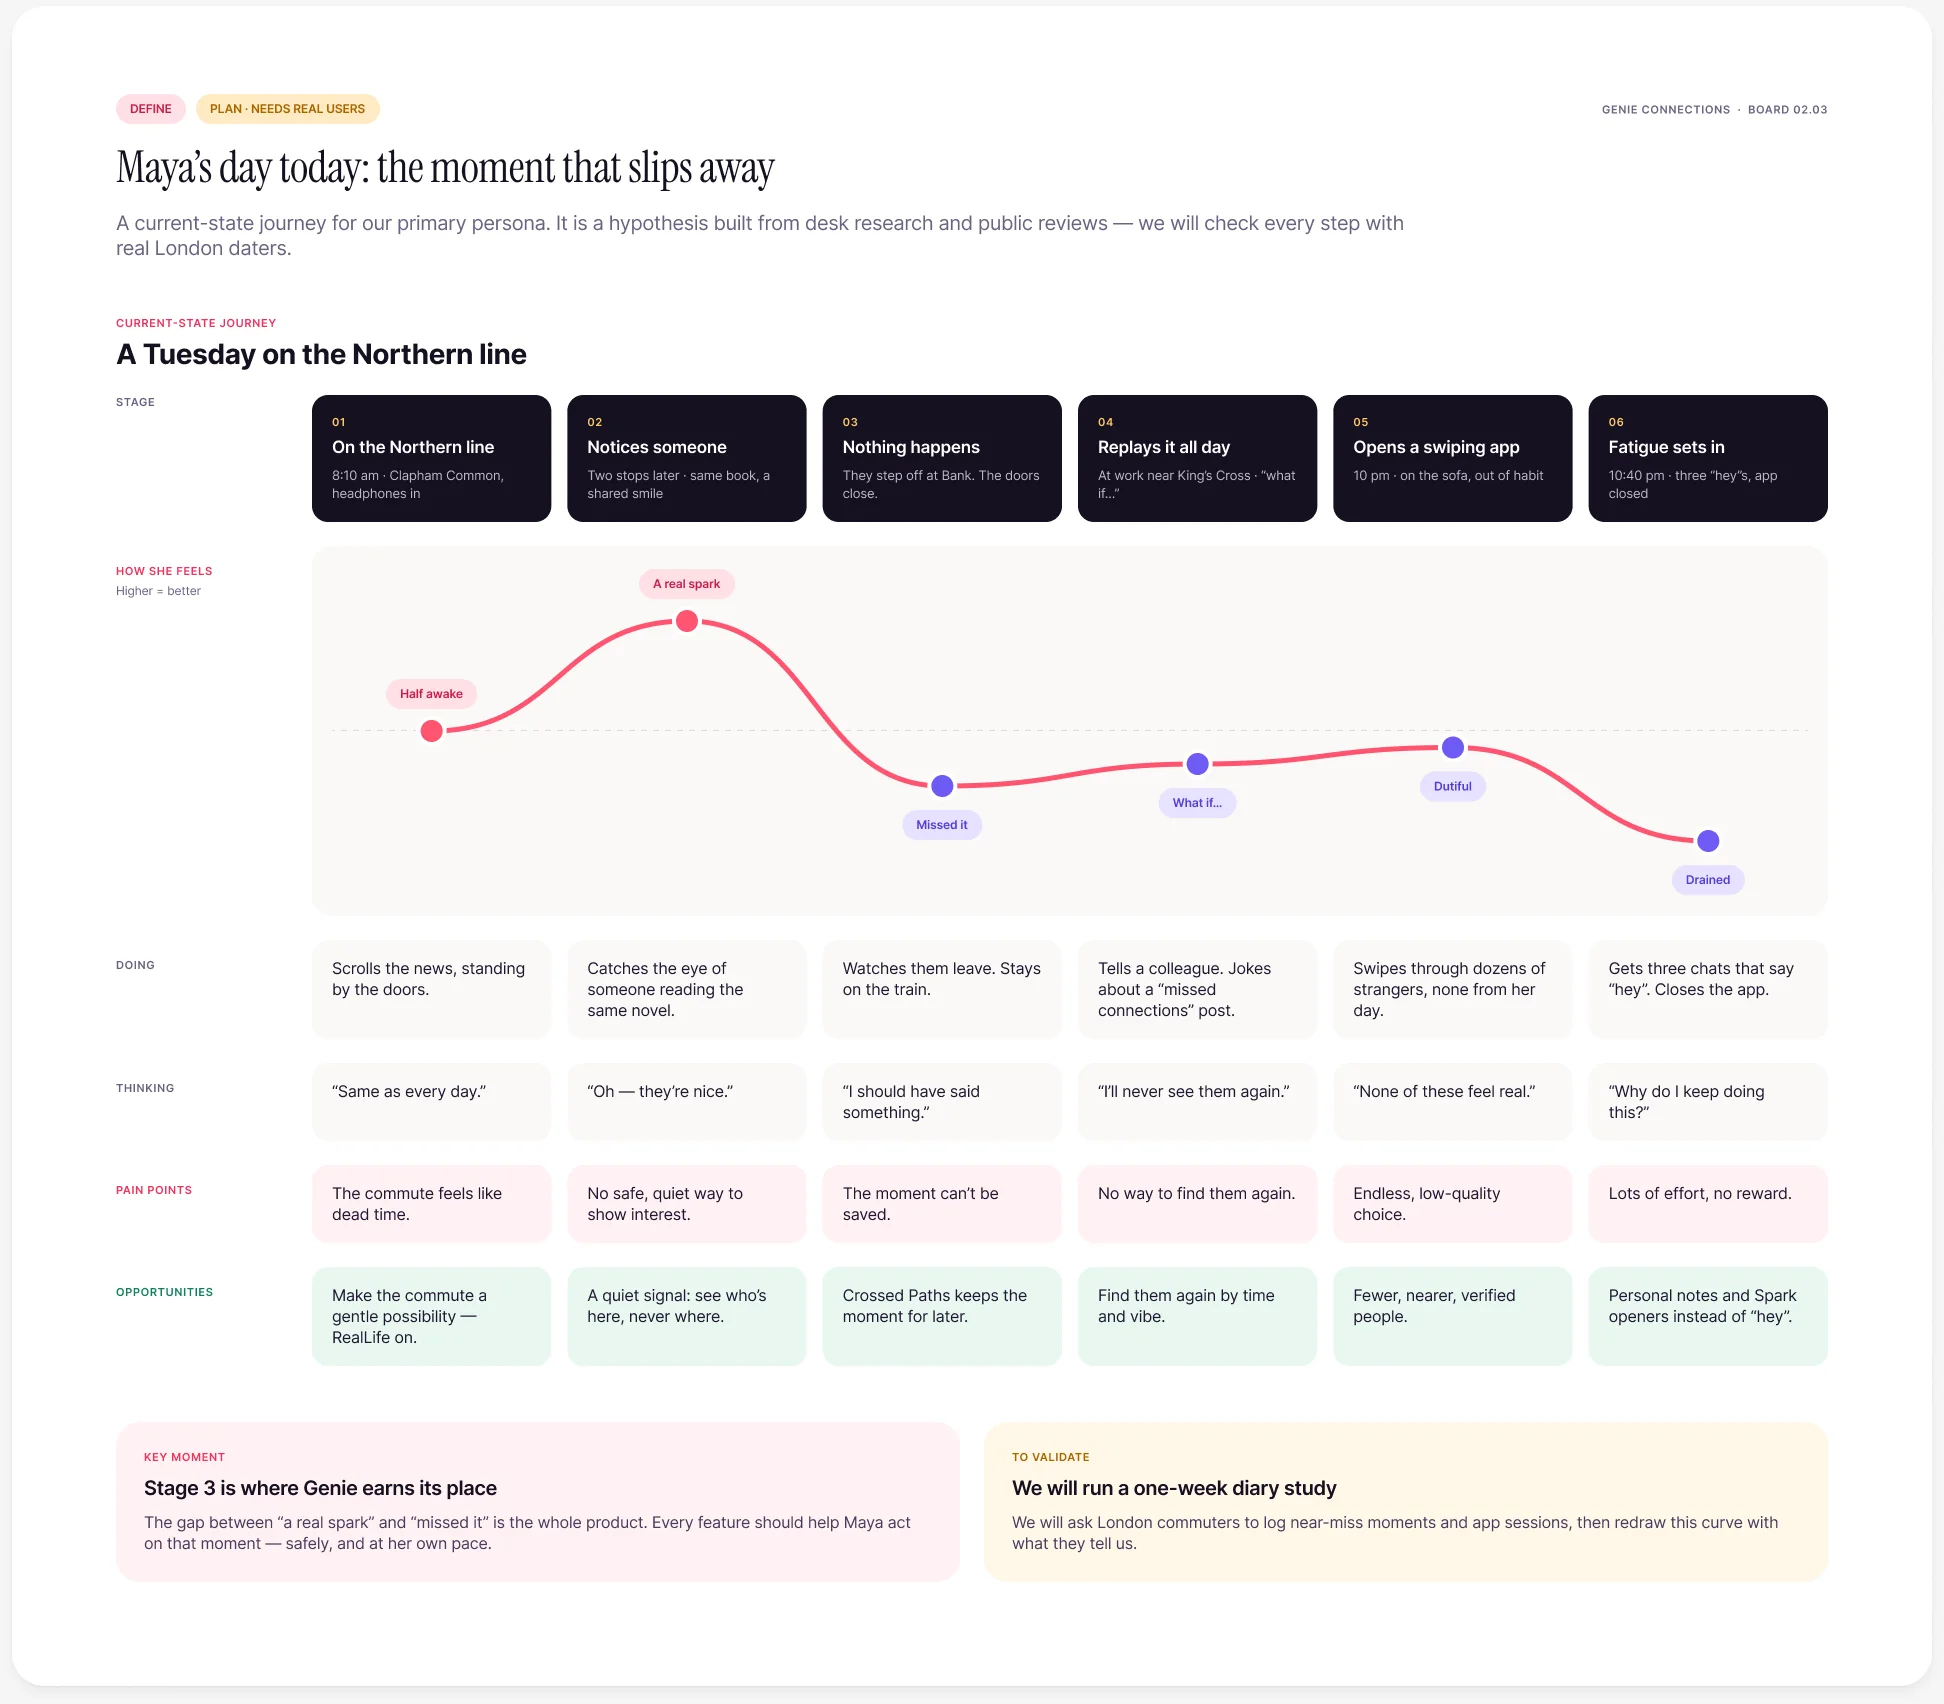 DEFINE
PLAN · NEEDS REAL USERS
GENIE CONNECTIONS · BOARD 02.03
Maya’s day today: the moment that slips away
A current-state journey for our primary persona. It is a hypothesis built from desk research and public reviews — we will check every step with
real London daters.
CURRENT-STATE JOURNEY
A Tuesday on the Northern line
STAGE
01
On the Northern line
8:10 am · Clapham Common,
headphones in
02
Notices someone
Two stops later · same book, a
shared smile
03
Nothing happens
They step off at Bank. The doors
close.
04
Replays it all day
At work near King’s Cross · “what
if…”
05
Opens a swiping app
10 pm · on the sofa, out of habit
06
Fatigue sets in
10:40 pm · three “hey”s, app
closed
HOW SHE FEELS
Higher = better
Half awake
A real spark
Missed it
What if…
Dutiful
Drained
DOING
Scrolls the news, standing
by the doors.
Catches the eye of
someone reading the
same novel.
Watches them leave. Stays
on the train.
Tells a colleague. Jokes
about a “missed
connections” post.
Swipes through dozens of
strangers, none from her
day.
Gets three chats that say
“hey”. Closes the app.
THINKING
“Same as every day.”
“Oh — they’re nice.”
“I should have said
something.”
“I’ll never see them again.”
“None of these feel real.”
“Why do I keep doing
this?”
PAIN POINTS
The commute feels like
dead time.
No safe, quiet way to
show interest.
The moment can’t be
saved.
No way to find them again.
Endless, low-quality
choice.
Lots of effort, no reward.
OPPORTUNITIES
Make the commute a
gentle possibility —
RealLife on.
A quiet signal: see who’s
here, never where.
Crossed Paths keeps the
moment for later.
Find them again by time
and vibe.
Fewer, nearer, verified
people.
Personal notes and Spark
openers instead of “hey”.
KEY MOMENT
Stage 3 is where Genie earns its place
The gap between “a real spark” and “missed it” is the whole product. Every feature should help Maya act
on that moment — safely, and at her own pace.
TO VALIDATE
We will run a one-week diary study
We will ask London commuters to log near-miss moments and app sessions, then redraw this curve with
what they tell us.